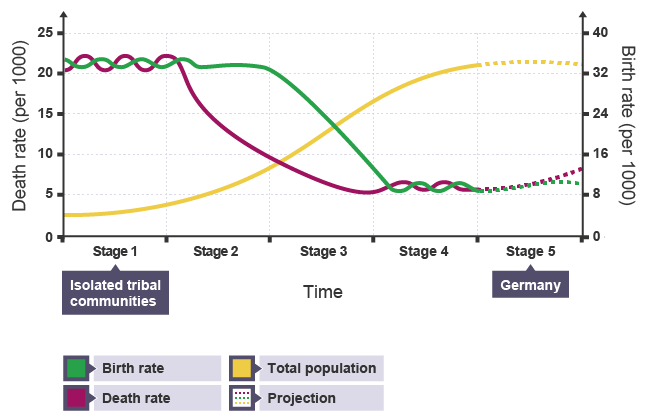 Death rate (per 1000)
25
20
15
10
5
0
40
32
24
16
8
0
Birth rate (per 1000)
Stage 1
Stage 2
Stage 3
Stage 4
Stage 5
Isolated tribal
communities
Germany
Time
Birth rate
Total population
Death rate
Projection